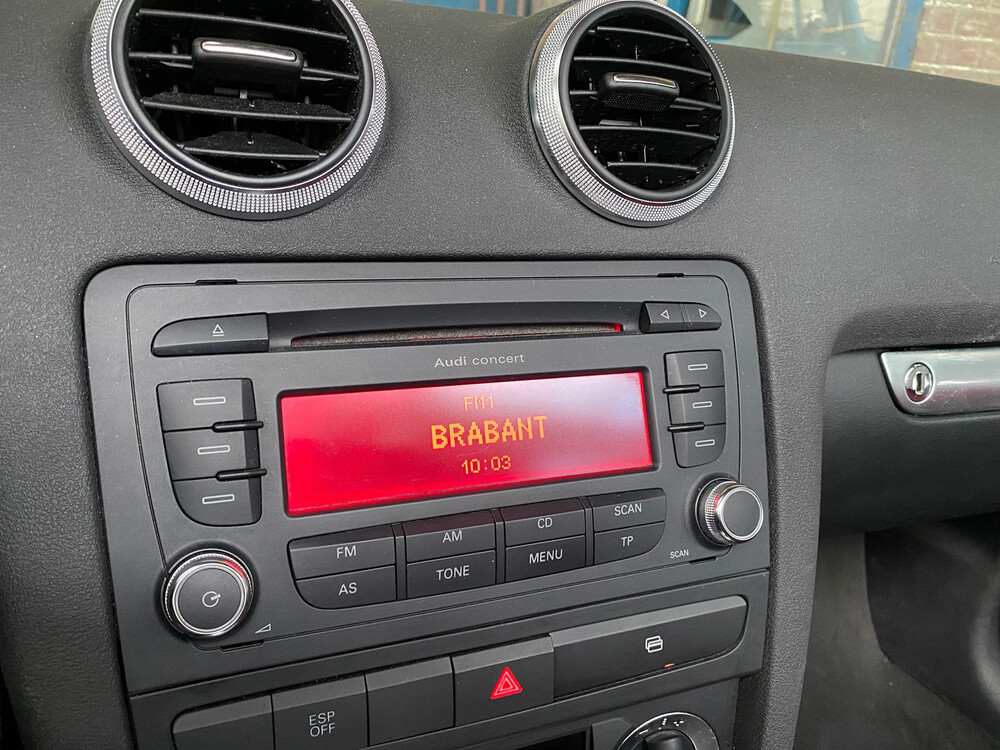 Audi concert
FM1
BRABANT
10:03
FM
AM
CD
SCAN
AS
TONE
MENU
TP
SCAN
ESP
OFF